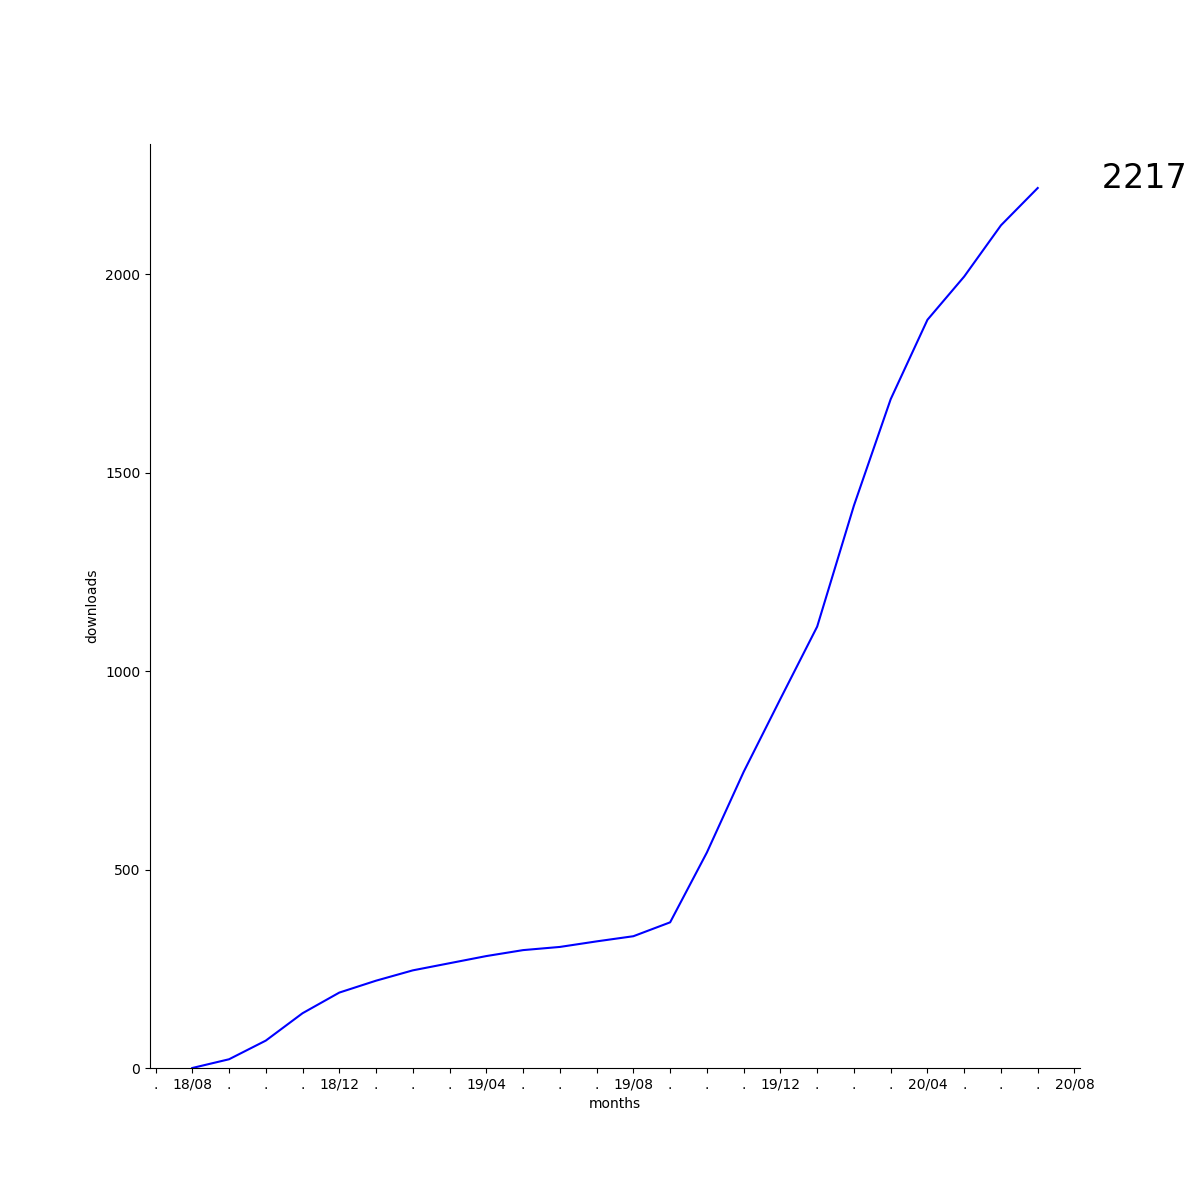 2217
2000
1500
1000
500
0
downloads
. 18/08 . . . 18/12 . . . 19/04 . . . 19/08 . . . 19/12 . . . 20/04 . . . 20/08
months